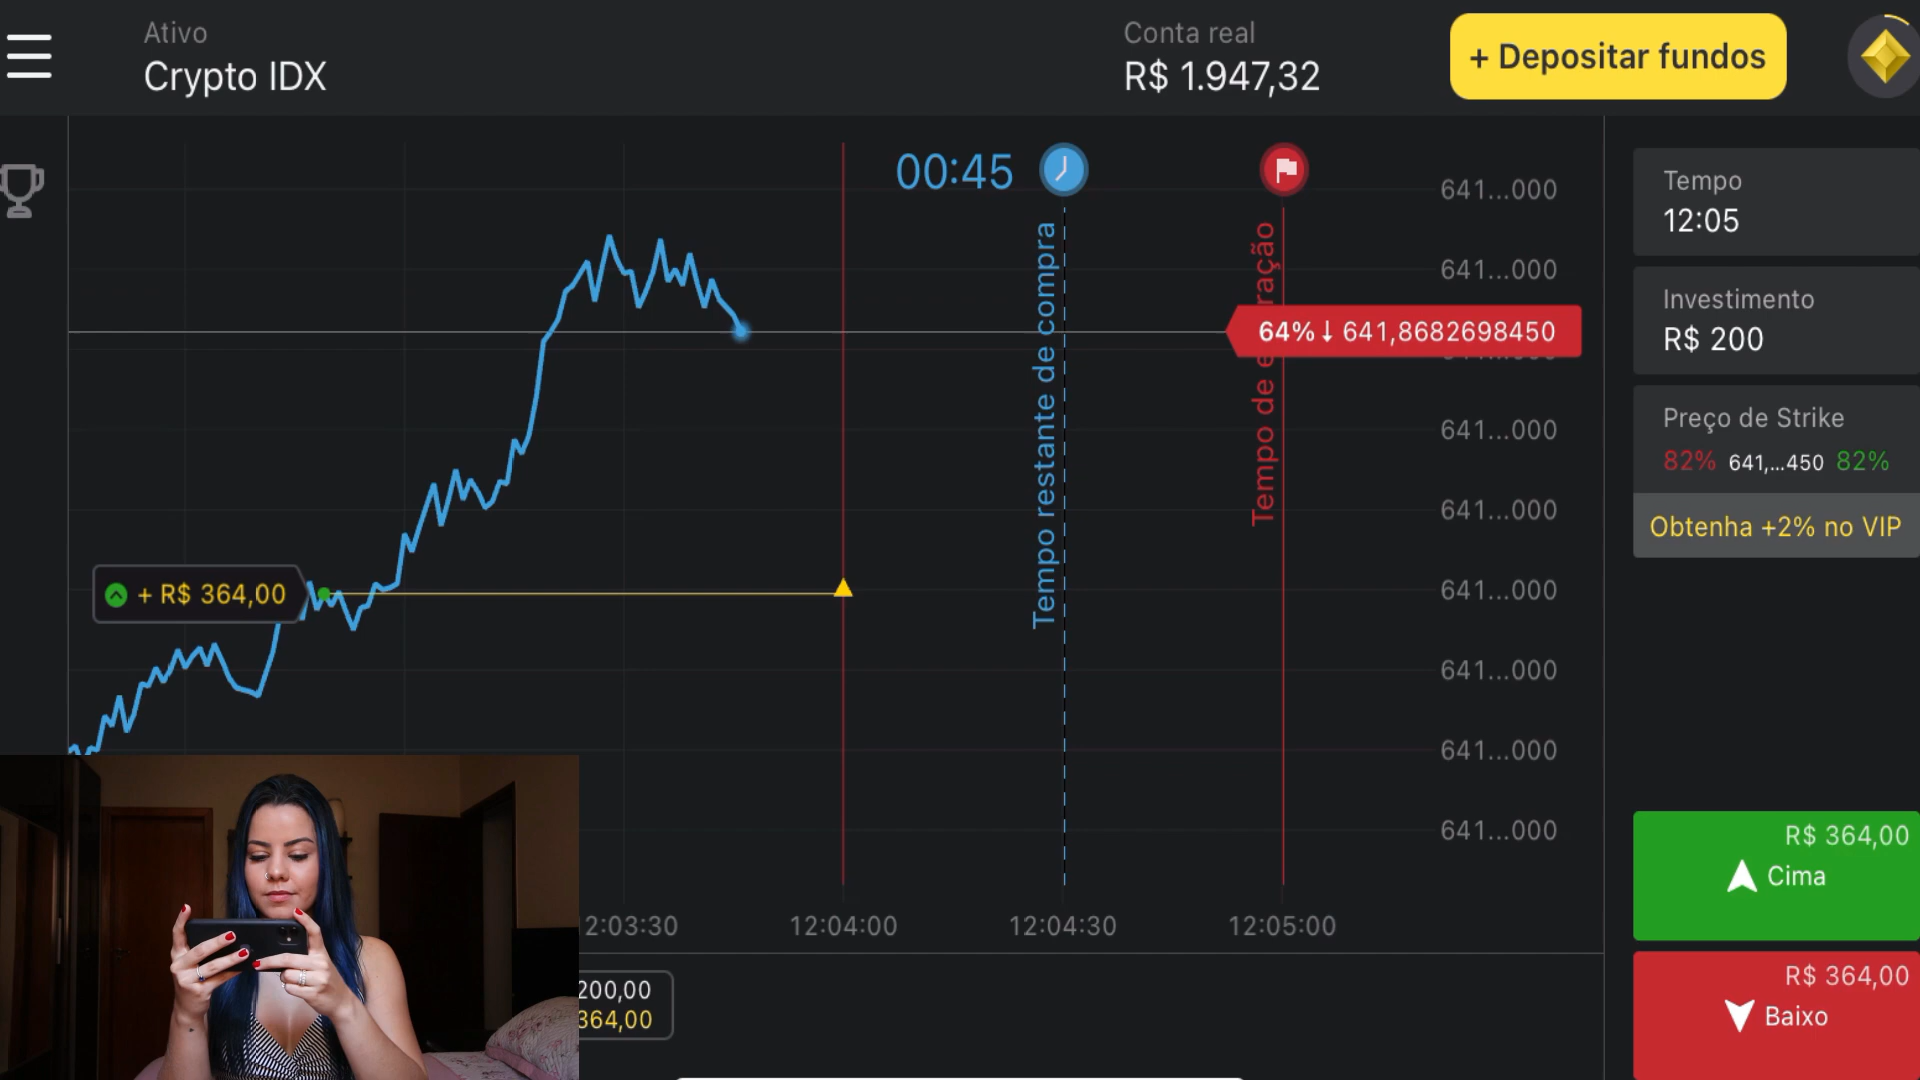 Ativo
Crypto IDX
Conta real
R$ 1.947,32
+ Depositar fundos
00:45
Tempo restante de compra
Tempo de
641...000
641...000
64% ↓ 641,8682698450
641...000
641...000
641...000
641...000
641...000
641...000
+ R$ 364,00
2:03:30
12:04:00
12:04:30
12:05:00
200,00
364,00
Tempo
12:05
Investimento
R$ 200
Preço de Strike
82% 641,...450 82%
Obtenha +2% no VIP
R$ 364,00
Cima
R$ 364,00
Baixo